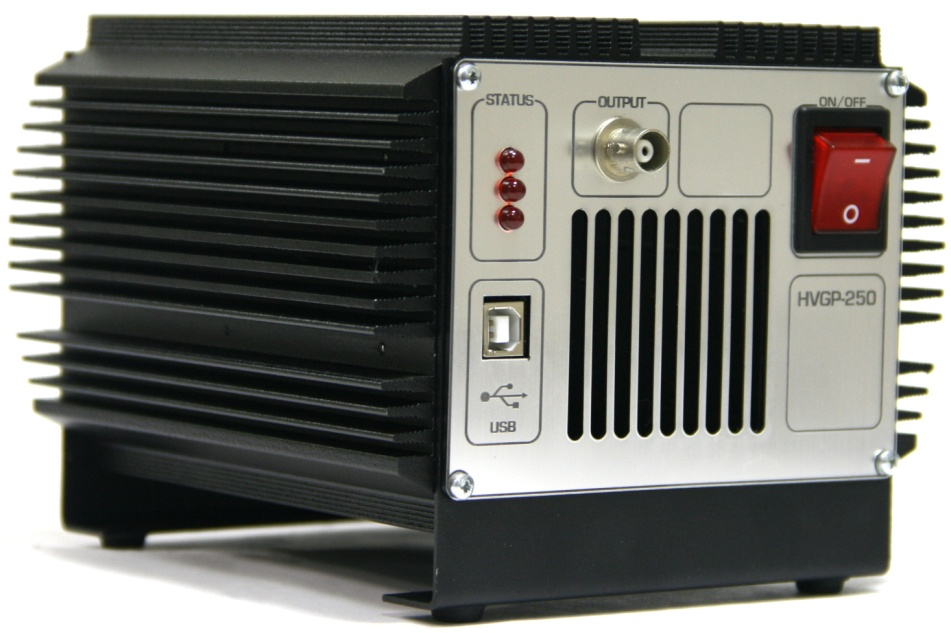 STATUS
OUTPUT
ON/OFF
HVGP-250
USB